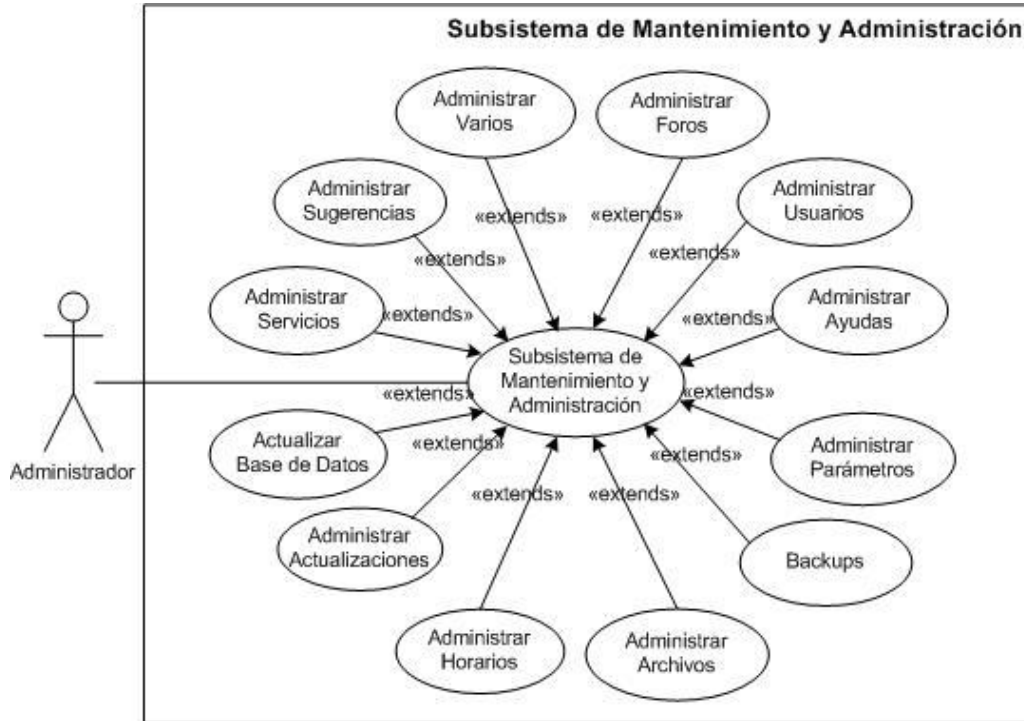 Subsistema de Mantenimiento y Administración
Administrar
Varios
Administrar
Foros
Administrar
Sugerencias
Administrar
Usuarios
«extends»
«extends»
«extends»
«extends»
Administrar
Servicios
«extends»
«extends»
Administrar
Ayudas
Subsistema de
Mantenimiento y
Administración
Administrador
«extends»
«extends»
Actualizar
Base de Datos
«extends»
«extends»
Administrar
Parámetros
«extends»
«extends»
Administrar
Actualizaciones
Backups
Administrar
Horarios
Administrar
Archivos